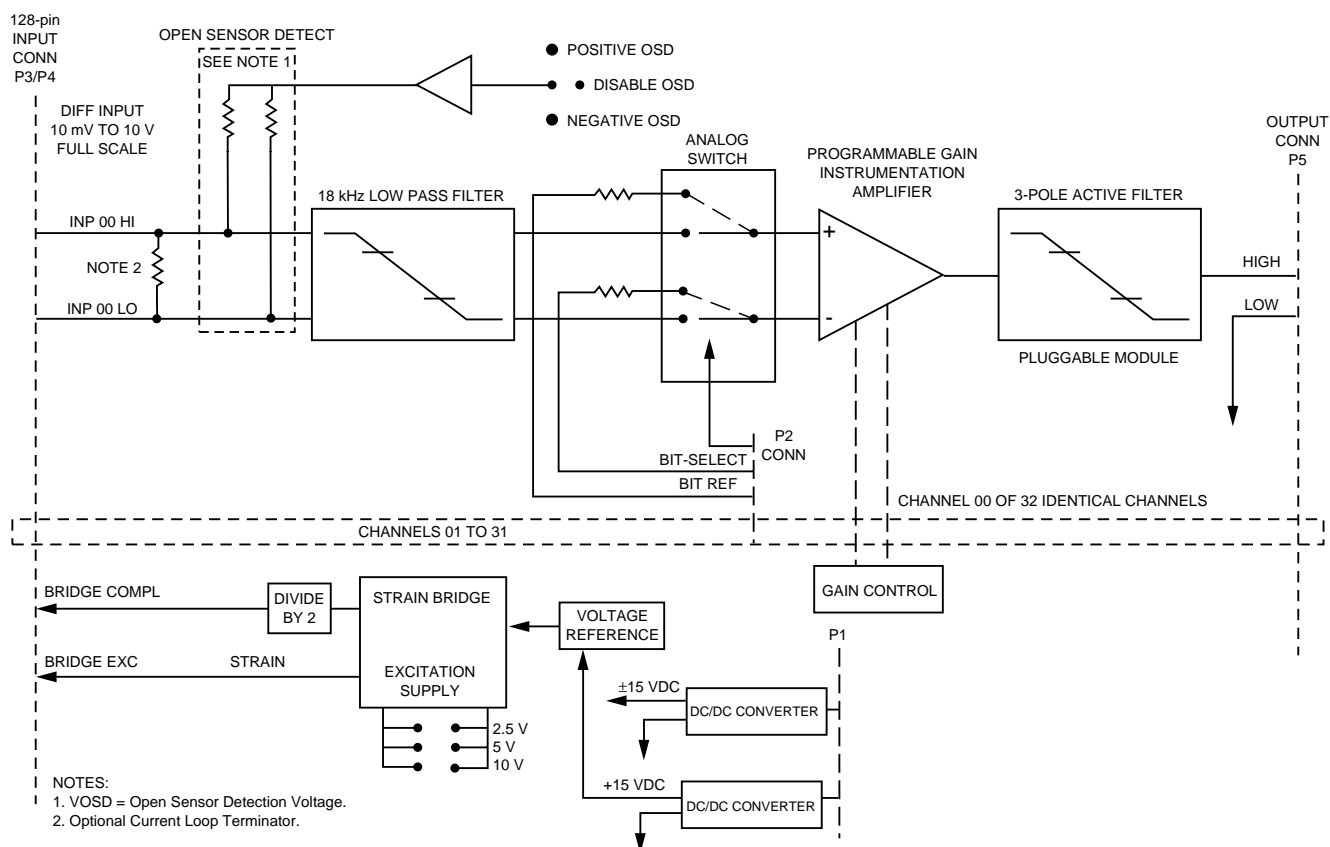 128-pin
INPUT
CONN
P3/P4
OPEN SENSOR DETECT
SEE NOTE 1
POSITIVE OSD
DISABLE OSD
NEGATIVE OSD
DIFF INPUT
10 mV TO 10 V
FULL SCALE
ANALOG
SWITCH
PROGRAMMABLE GAIN
INSTRUMENTATION
AMPLIFIER
OUTPUT
CONN
P5
18 kHz LOW PASS FILTER
3-POLE ACTIVE FILTER
INP 00 HI
NOTE 2
INP 00 LO
+
-
HIGH
LOW
PLUGGABLE MODULE
P2
CONN
BIT-SELECT
BIT REF
CHANNEL 00 OF 32 IDENTICAL CHANNELS
CHANNELS 01 TO 31
BRIDGE COMPL
DIVIDE
BY 2
STRAIN BRIDGE
EXCITATION
SUPPLY
VOLTAGE
REFERENCE
GAIN CONTROL
P1
BRIDGE EXC
STRAIN
±15 VDC
DC/DC CONVERTER
2.5 V
5 V
10 V
+15 VDC
DC/DC CONVERTER
NOTES:
1. VOSD = Open Sensor Detection Voltage.
2. Optional Current Loop Terminator.